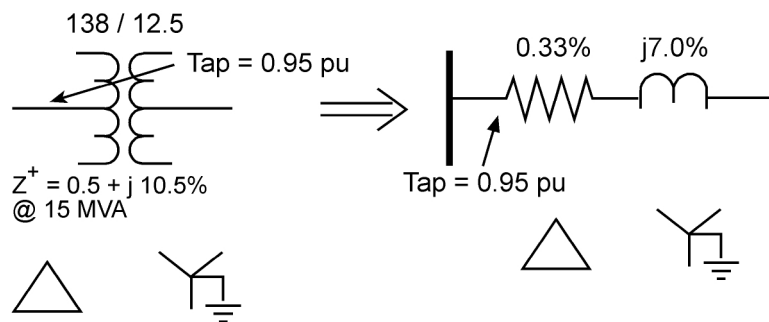 138 / 12.5
Tap = 0.95 pu
Z+ = 0.5 + j 10.5%
@ 15 MVA
0.33%
j7.0%
Tap = 0.95 pu